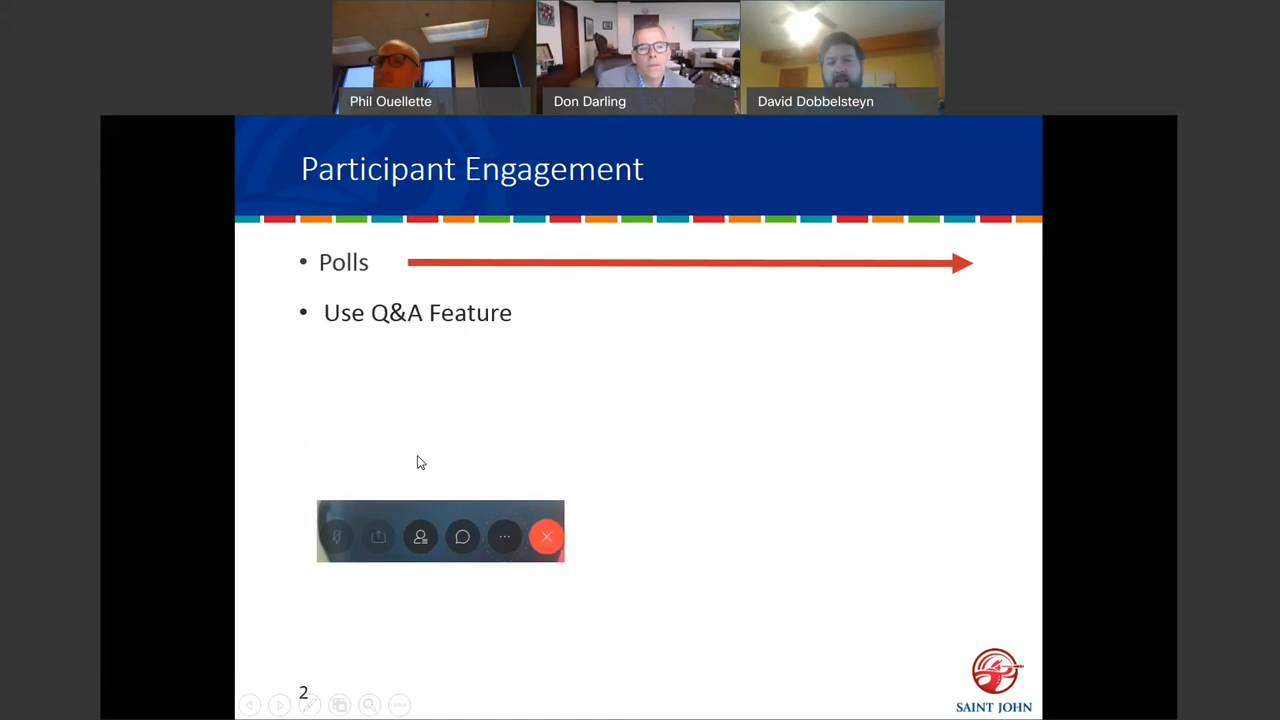 Phil Ouellette
Don Darling
David Dobbelsteyn
Participant Engagement
• Polls
• Use Q&A Feature
2
SAINT JOHN